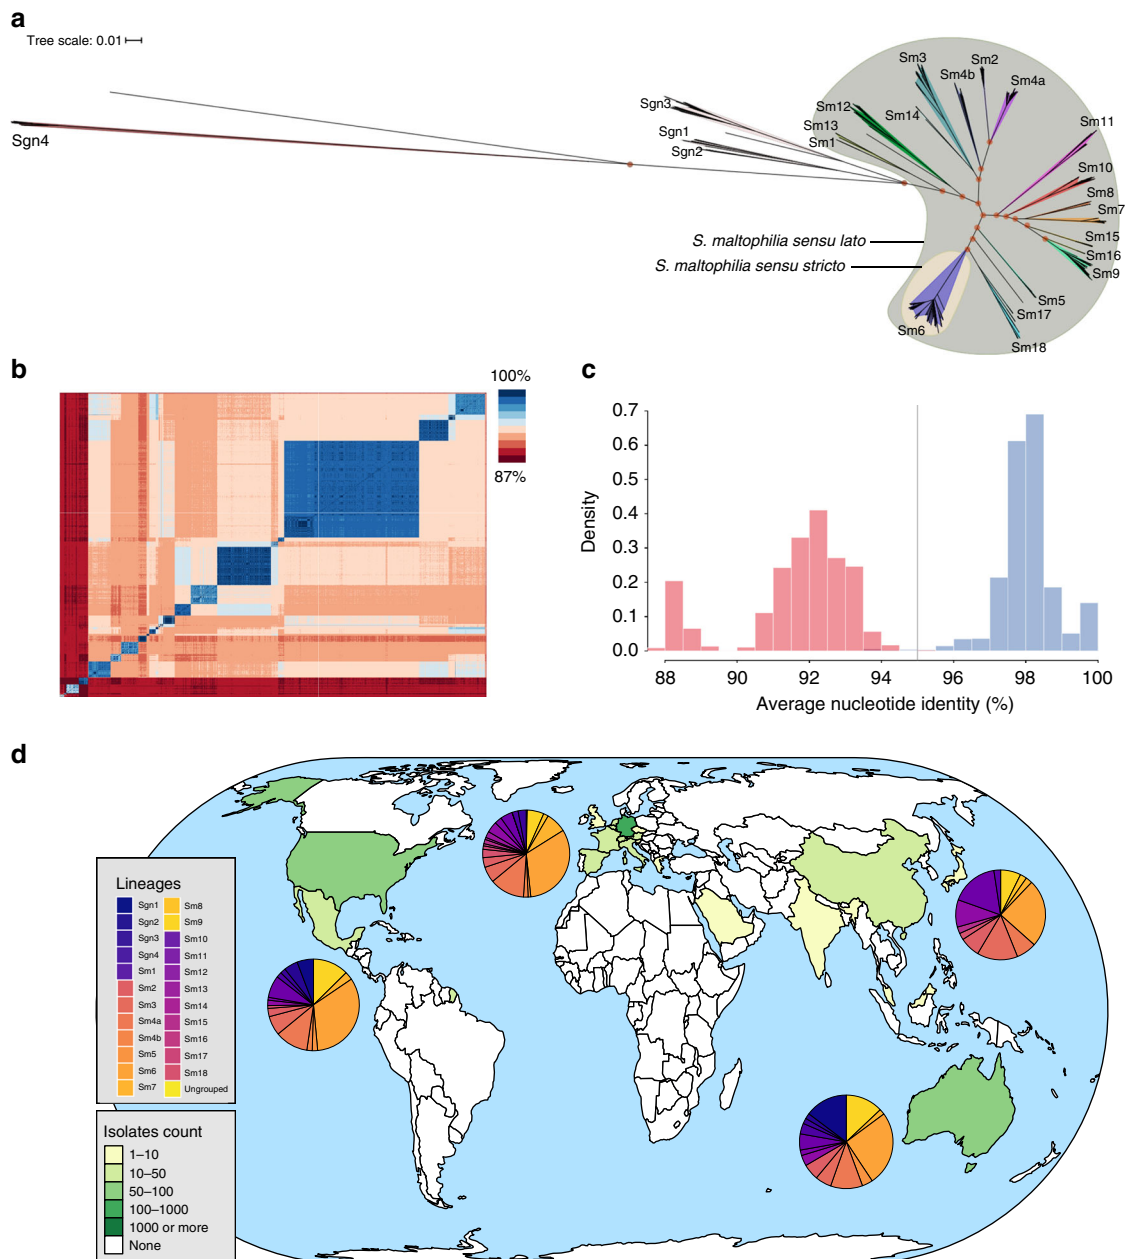 a
Tree scale: 0.01
Sgn4
Sgn3
Sgn1
Sgn2
Sm12
Sm13
Sm1
Sm3
Sm14
Sm4b
Sm2
Sm4a
Sm11
Sm10
Sm8
Sm7
Sm15
Sm16
Sm9
Sm5
Sm17
Sm18
Sm6
S. maltophilia sensu lato
S. maltophilia sensu stricto
b
100%
87%
c
Density
0.7
0.6
0.5
0.4
0.3
0.2
0.1
0.0
88 90 92 94 96 98 100
Average nucleotide identity (%)
d
Lineages
Sgn1 Sm8
Sgn2 Sm9
Sgn3 Sm10
Sgn4 Sm11
Sm1 Sm12
Sm2 Sm13
Sm3 Sm14
Sm4a Sm15
Sm4b Sm16
Sm5 Sm17
Sm6 Sm18
Sm7 Ungrouped
Isolates count
1–10
10–50
50–100
100–1000
1000 or more
None